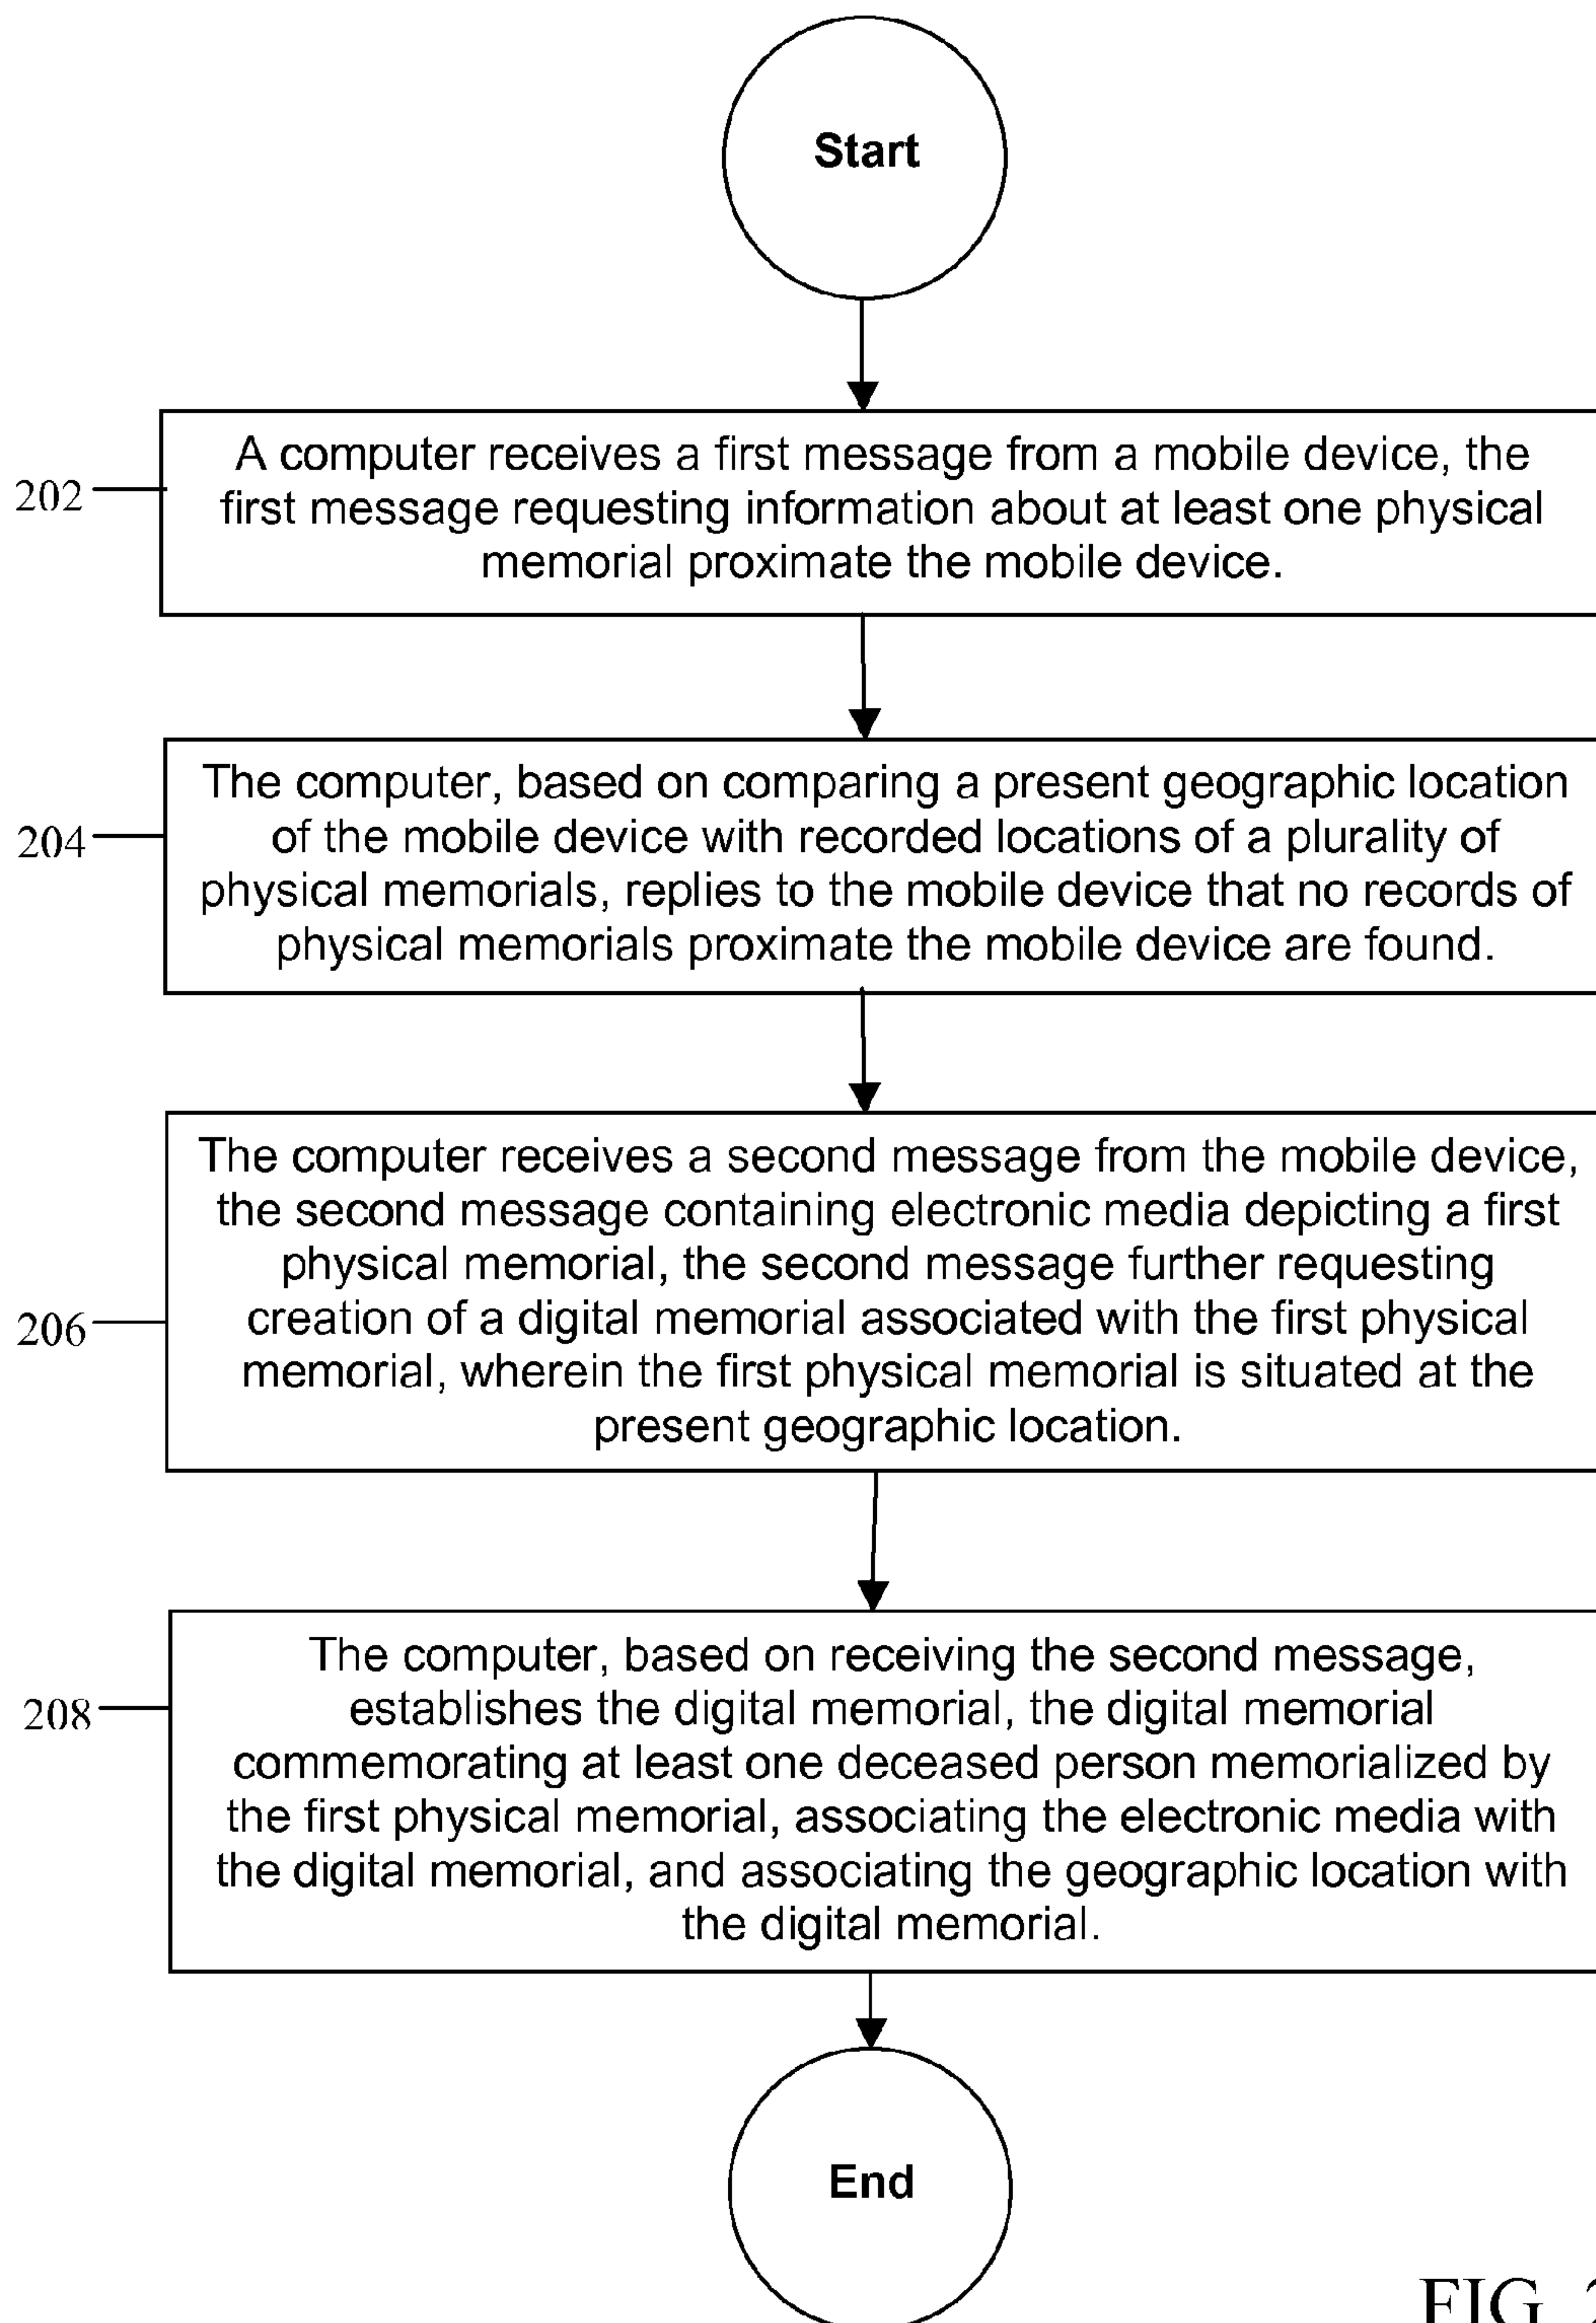 Start
202
A computer receives a first message from a mobile device, the
first message requesting information about at least one physical
memorial proximate the mobile device.
204
The computer, based on comparing a present geographic location
of the mobile device with recorded locations of a plurality of
physical memorials, replies to the mobile device that no records of
physical memorials proximate the mobile device are found.
206
The computer receives a second message from the mobile device,
the second message containing electronic media depicting a first
physical memorial, the second message further requesting
creation of a digital memorial associated with the first physical
memorial, wherein the first physical memorial is situated at the
present geographic location.
208
The computer, based on receiving the second message,
establishes the digital memorial, the digital memorial
commemorating at least one deceased person memorialized by
the first physical memorial, associating the electronic media with
the digital memorial, and associating the geographic location with
the digital memorial.
End
FIG.